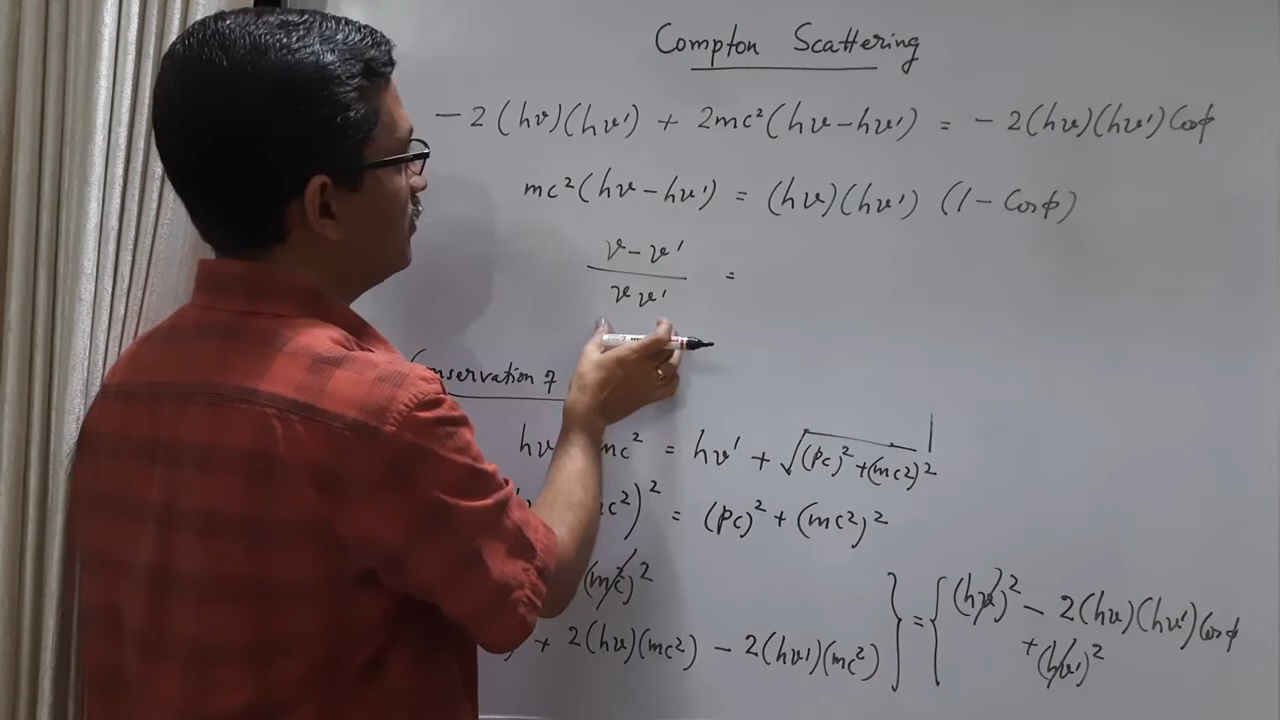 Compton Scattering
- 2 (hν)(hν') + 2mc²(hν - hν') = - 2(hν)(hν') Cosφ
mc²(hν - hν') = (hν)(hν') (1 - Cosφ)
ν - ν' / ν ν' =
nservation of
hν mc² = hν' + √(pc)² + (mc²)²
c²)² = (pc)² + (mc²)²
(mc²)²
+ 2(hν)(mc²) - 2(hν')(mc²) } = { (hν)² - 2(hν)(hν') Cosφ
+ (hν')²